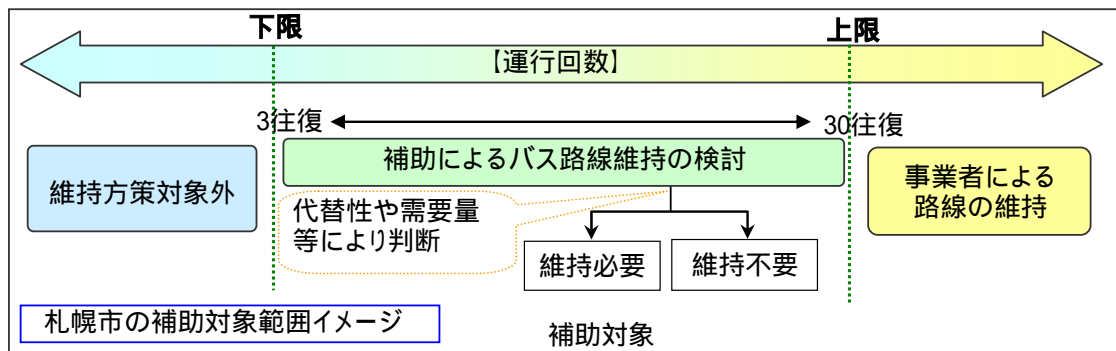 下限
上限
【運行回数】
3往復
30往復
維持方策対象外
補助によるバス路線維持の検討
事業者による
路線の維持
代替性や需要量
等により判断
維持必要
維持不要
札幌市の補助対象範囲イメージ
補助対象